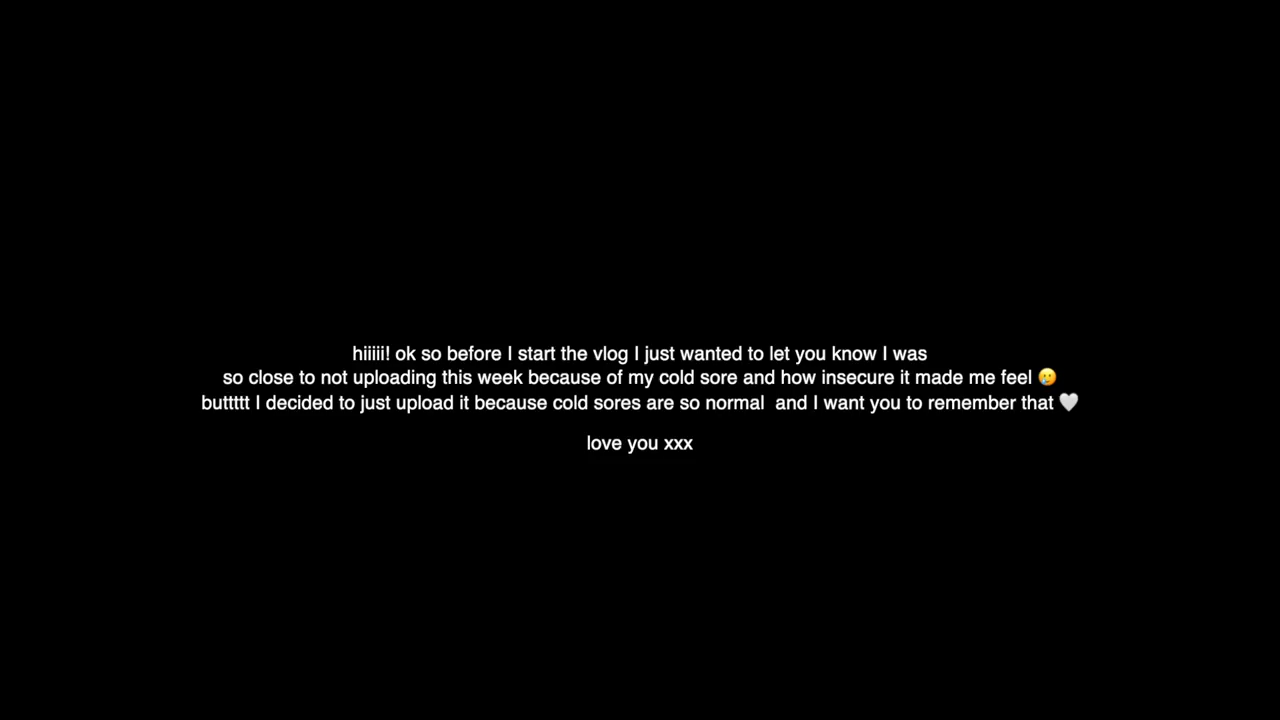 hiiiii! ok so before I start the vlog I just wanted to let you know I was
so close to not uploading this week because of my cold sore and how insecure it made me feel 🥲
buttttt I decided to just upload it because cold sores are so normal  and I want you to remember that 🤍
love you xxx